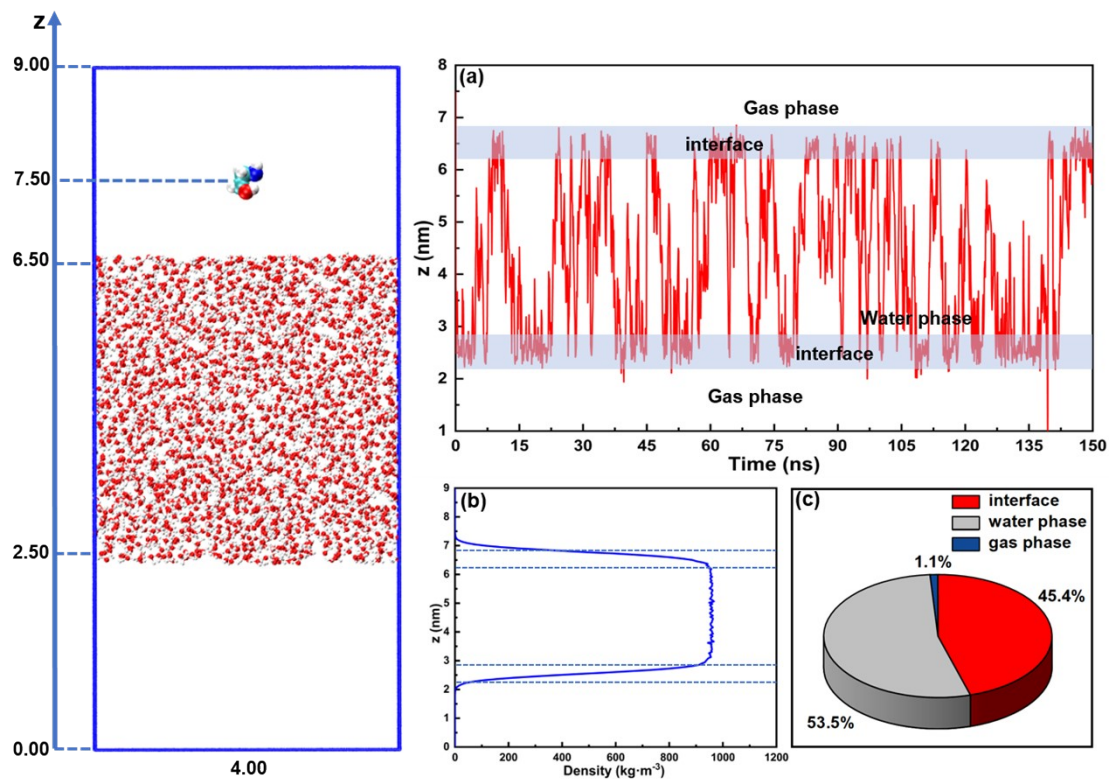 z
9.00
7.50
6.50
2.50
0.00
4.00
(a)
8
7
6
5
4
3
2
1
z (nm)
Gas phase
interface
Water phase
interface
Gas phase
0 15 30 45 60 75 90 105 120 135 150
Time (ns)
(b)
9
8
7
6
5
4
3
2
1
0
z (nm)
0 200 400 600 800 1000 1200
Density (kg·m⁻³)
(c)
interface
water phase
gas phase
1.1%
45.4%
53.5%